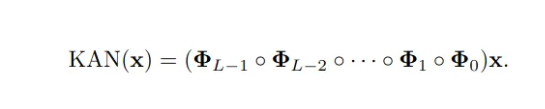 KAN(𝐱) = (𝚽_{L−1} ∘ 𝚽_{L−2} ∘ ⋯ ∘ 𝚽_1 ∘ 𝚽_0)𝐱.